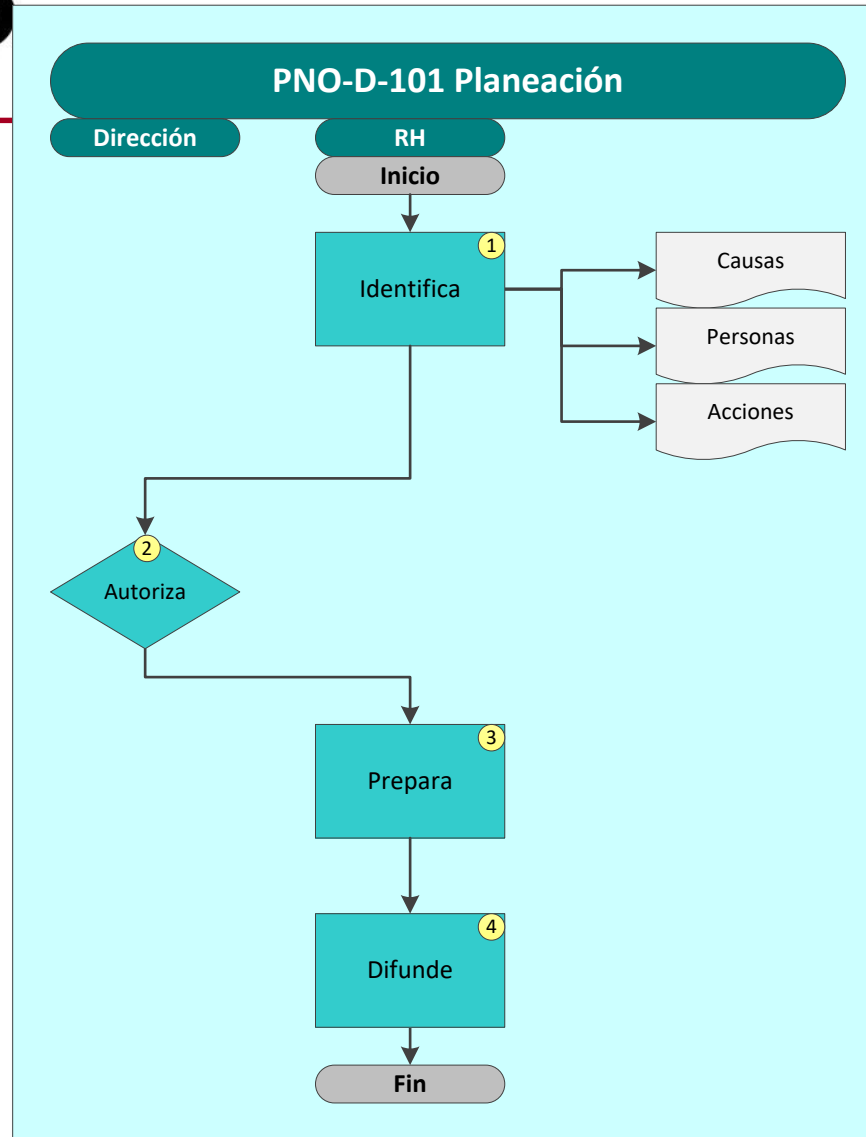 PNO-D-101 Planeación
Dirección
RH
Inicio
1
Identifica
Causas
Personas
Acciones
2
Autoriza
3
Prepara
4
Difunde
Fin